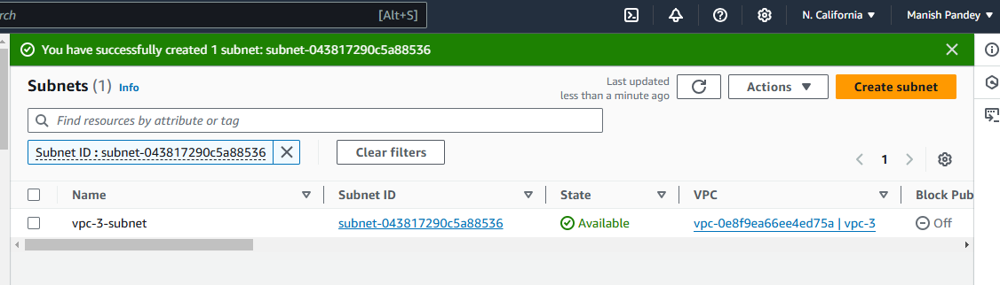 rch [Alt+S] N. California Manish Pandey
You have successfully created 1 subnet: subnet-043817290c5a88536
Subnets (1) Info Last updated less than a minute ago Actions Create subnet
Find resources by attribute or tag
Subnet ID : subnet-043817290c5a88536 Clear filters
1
Name Subnet ID State VPC Block Pub
vpc-3-subnet subnet-043817290c5a88536 Available vpc-0e8f9ea66ee4ed75a | vpc-3 Off